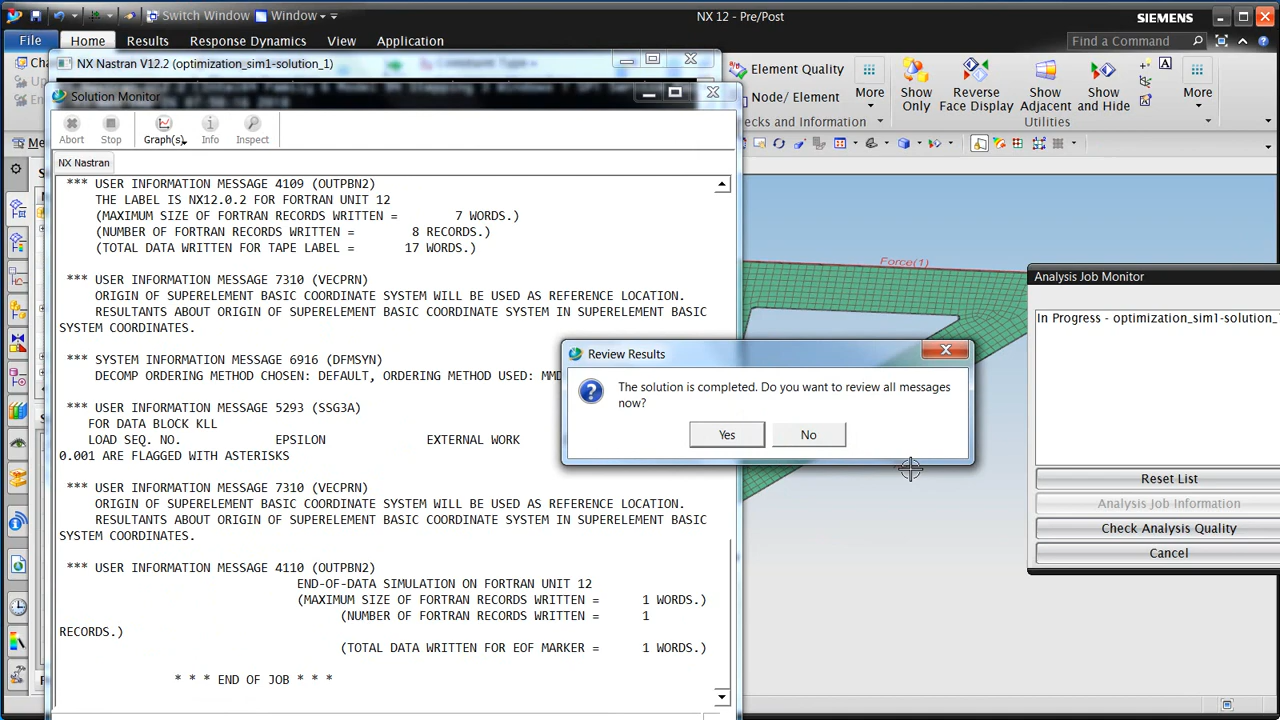 Switch Window
Window
NX 12 - Pre/Post
SIEMENS
File
Home
Results
Response Dynamics
View
Application
Find a Command
NX Nastran V12.2 (optimization_sim1-solution_1)
Element Quality
Node/ Element
More
Show
Only
Reverse
Face Display
Show
Adjacent
Show
and Hide
More
Utilities
Solution Monitor
Abort
Stop
Graph(s)
Info
Inspect
NX Nastran
*** USER INFORMATION MESSAGE 4109 (OUTPBN2)
THE LABEL IS NX12.0.2 FOR FORTRAN UNIT 12
(MAXIMUM SIZE OF FORTRAN RECORDS WRITTEN = 7 WORDS.)
(NUMBER OF FORTRAN RECORDS WRITTEN = 8 RECORDS.)
(TOTAL DATA WRITTEN FOR TAPE LABEL = 17 WORDS.)
*** USER INFORMATION MESSAGE 7310 (VECPRN)
ORIGIN OF SUPERELEMENT BASIC COORDINATE SYSTEM WILL BE USED AS REFERENCE LOCATION.
RESULTANTS ABOUT ORIGIN OF SUPERELEMENT BASIC COORDINATE SYSTEM IN SUPERELEMENT BASIC
SYSTEM COORDINATES.
*** SYSTEM INFORMATION MESSAGE 6916 (DFMSYN)
DECOMP ORDERING METHOD CHOSEN: DEFAULT, ORDERING METHOD USED: MMD
*** USER INFORMATION MESSAGE 5293 (SSG3A)
FOR DATA BLOCK KLL
LOAD SEQ. NO. EPSILON EXTERNAL WORK
0.001 ARE FLAGGED WITH ASTERISKS
*** USER INFORMATION MESSAGE 7310 (VECPRN)
ORIGIN OF SUPERELEMENT BASIC COORDINATE SYSTEM WILL BE USED AS REFERENCE LOCATION.
RESULTANTS ABOUT ORIGIN OF SUPERELEMENT BASIC COORDINATE SYSTEM IN SUPERELEMENT BASIC
SYSTEM COORDINATES.
*** USER INFORMATION MESSAGE 4110 (OUTPBN2)
END-OF-DATA SIMULATION ON FORTRAN UNIT 12
(MAXIMUM SIZE OF FORTRAN RECORDS WRITTEN = 1 WORDS.)
(NUMBER OF FORTRAN RECORDS WRITTEN = 1
RECORDS.)
(TOTAL DATA WRITTEN FOR EOF MARKER = 1 WORDS.)
* * * END OF JOB * * *
Force(1)
Review Results
The solution is completed. Do you want to review all messages
now?
Yes
No
Analysis Job Monitor
In Progress - optimization_sim1-solution_1
Reset List
Analysis Job Information
Check Analysis Quality
Cancel